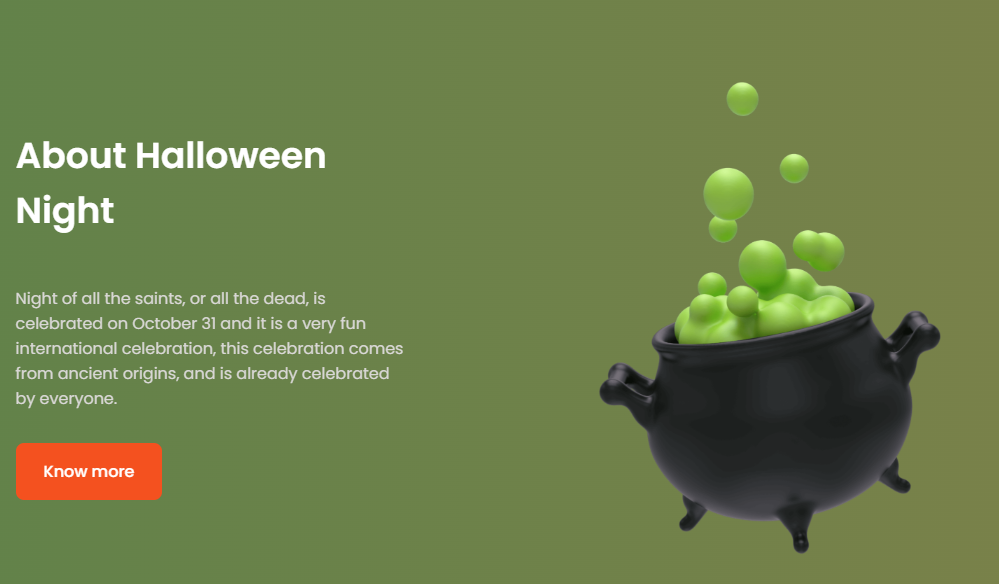 About Halloween
Night
Night of all the saints, or all the dead, is
celebrated on October 31 and it is a very fun
international celebration, this celebration comes
from ancient origins, and is already celebrated
by everyone.
Know more